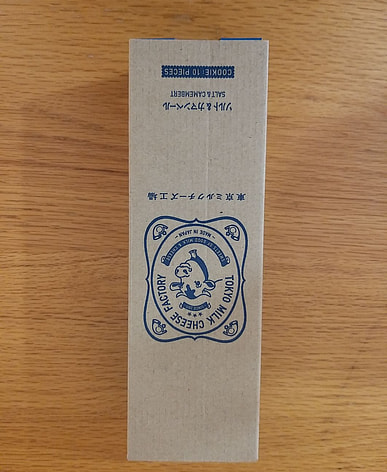 TOKYO MILK CHEESE FACTORY
MADE IN JAPAN
東京ミルクチーズ工場
ソルト&カマンベール
SALT & CAMEMBERT
COOKIE: 10 PIECES